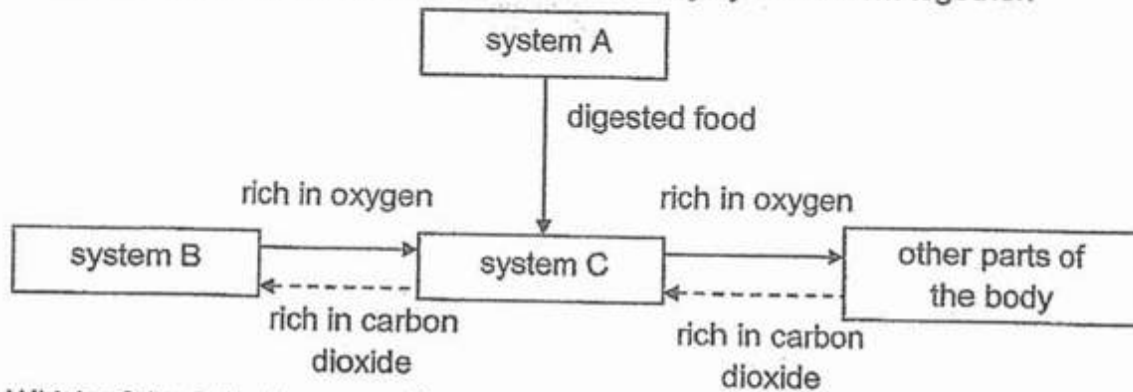 system A
digested food
rich in oxygen
rich in oxygen
system B
system C
other parts of
the body
rich in carbon
dioxide
rich in carbon
dioxide